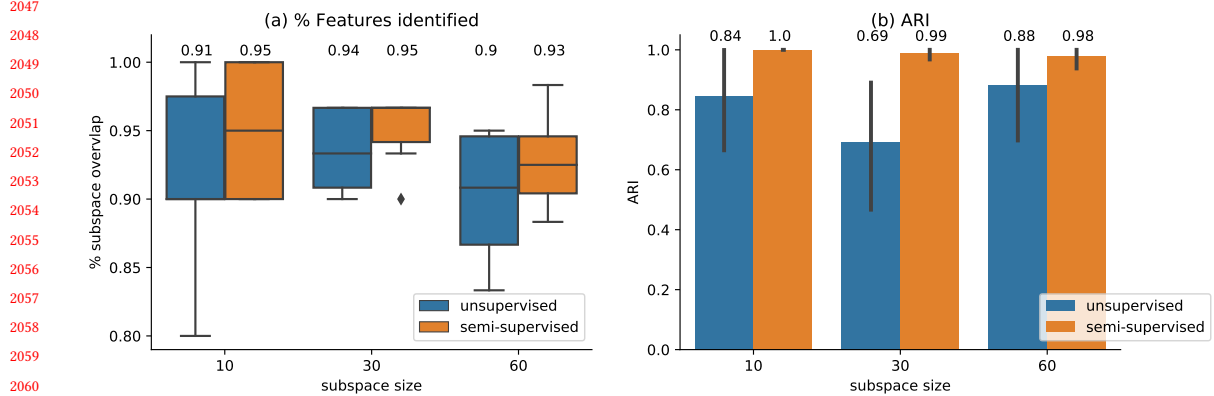 2047
2048
2049
2050
2051
2052
2053
2054
2055
2056
2057
2058
2059
2060
(a) % Features identified
0.91 0.95 0.94 0.95 0.9 0.93
1.00
0.95
0.90
0.85
0.80
% subspace overvlap
unsupervised
semi-supervised
10 30 60
subspace size
(b) ARI
0.84 1.0 0.69 0.99 0.88 0.98
1.0
0.8
0.6
0.4
0.2
0.0
ARI
unsupervised
semi-supervised
10 30 60
subspace size